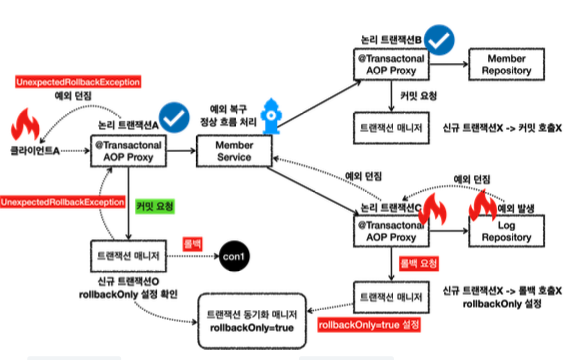 논리 트랜잭션B
@Transactonal
AOP Proxy
Member
Repository
커밋 요청
트랜잭션 매니저
신규 트랜잭션X -> 커밋 호출X
UnexpectedRollbackException
예외 던짐
논리 트랜잭션A
예외 복구
정상 흐름 처리
클라이언트A
@Transactonal
AOP Proxy
Member
Service
예외 던짐
예외 던짐
UnexpectedRollbackException
커밋 요청
논리 트랜잭션C
@Transactonal
AOP Proxy
예외 발생
Log
Repository
롤백
con1
롤백 요청
트랜잭션 매니저
신규 트랜잭션O
rollbackOnly 설정 확인
트랜잭션 매니저
신규 트랜잭션X -> 롤백 호출X
rollbackOnly 설정
트랜잭션 동기화 매니저
rollbackOnly=true
rollbackOnly=true 설정